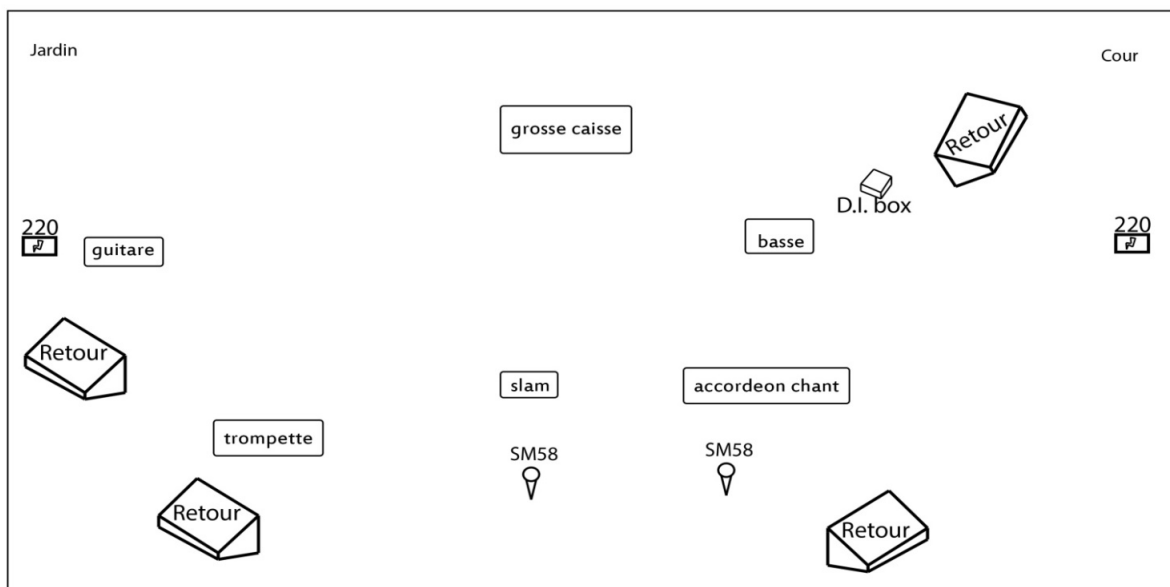 Jardin
Cour
grosse caisse
Retour
D.I. box
220
guitare
basse
220
Retour
slam
accordeon chant
trompette
SM58
SM58
Retour
Retour